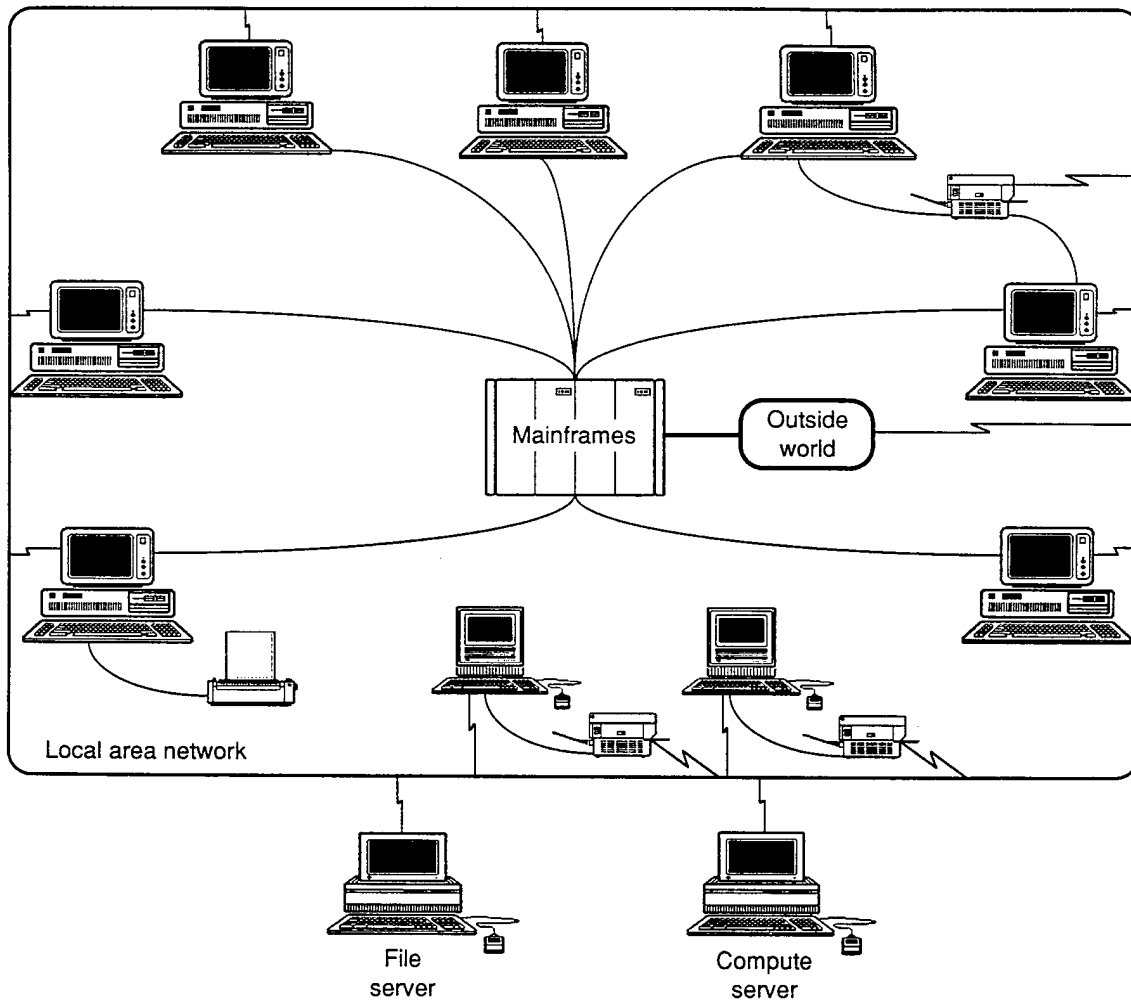 Mainframes
Outside
world
Local area network
File
server
Compute
server